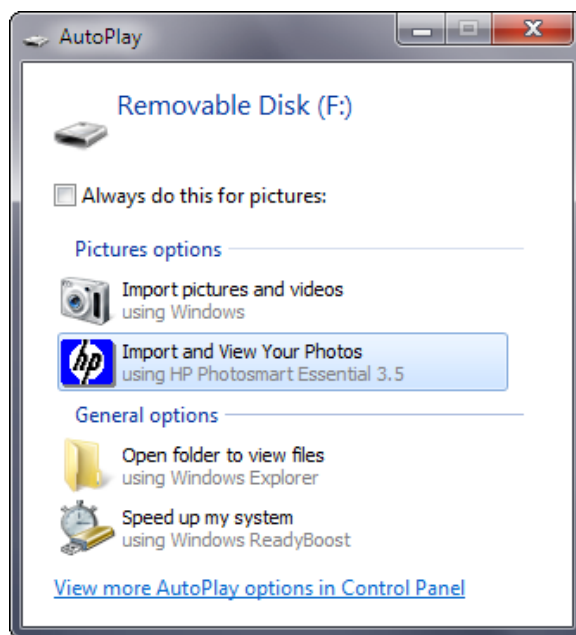 AutoPlay
Removable Disk (F:)
Always do this for pictures:
Pictures options
Import pictures and videos
using Windows
hp
Import and View Your Photos
using HP Photosmart Essential 3.5
General options
Open folder to view files
using Windows Explorer
Speed up my system
using Windows ReadyBoost
View more AutoPlay options in Control Panel